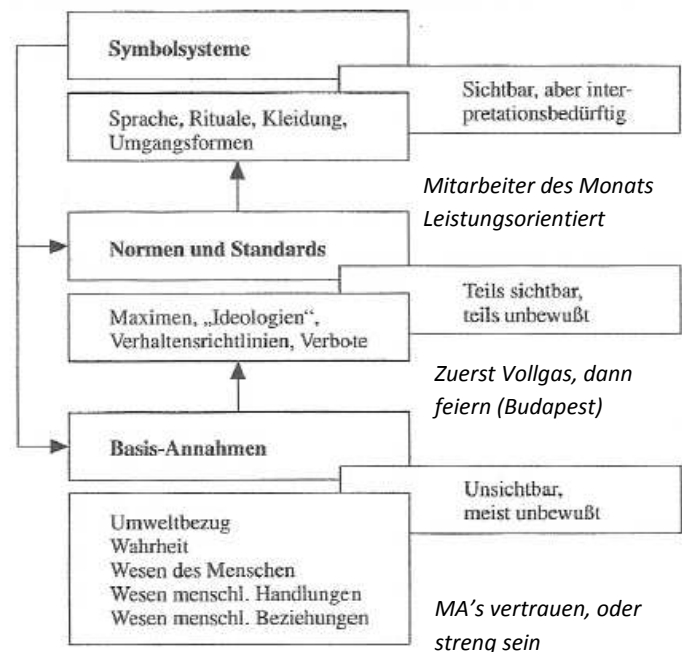 Symbolsysteme
Sichtbar, aber inter-
pretationsbedürftig
Sprache, Rituale, Kleidung,
Umgangsformen
Mitarbeiter des Monats
Leistungsorientiert
Normen und Standards
Teils sichtbar,
teils unbewußt
Maximen, „Ideologien“,
Verhaltensrichtlinien, Verbote
Zuerst Vollgas, dann
feiern (Budapest)
Basis-Annahmen
Unsichtbar,
meist unbewußt
Umweltbezug
Wahrheit
Wesen des Menschen
Wesen menschl. Handlungen
Wesen menschl. Beziehungen
MA's vertrauen, oder
streng sein